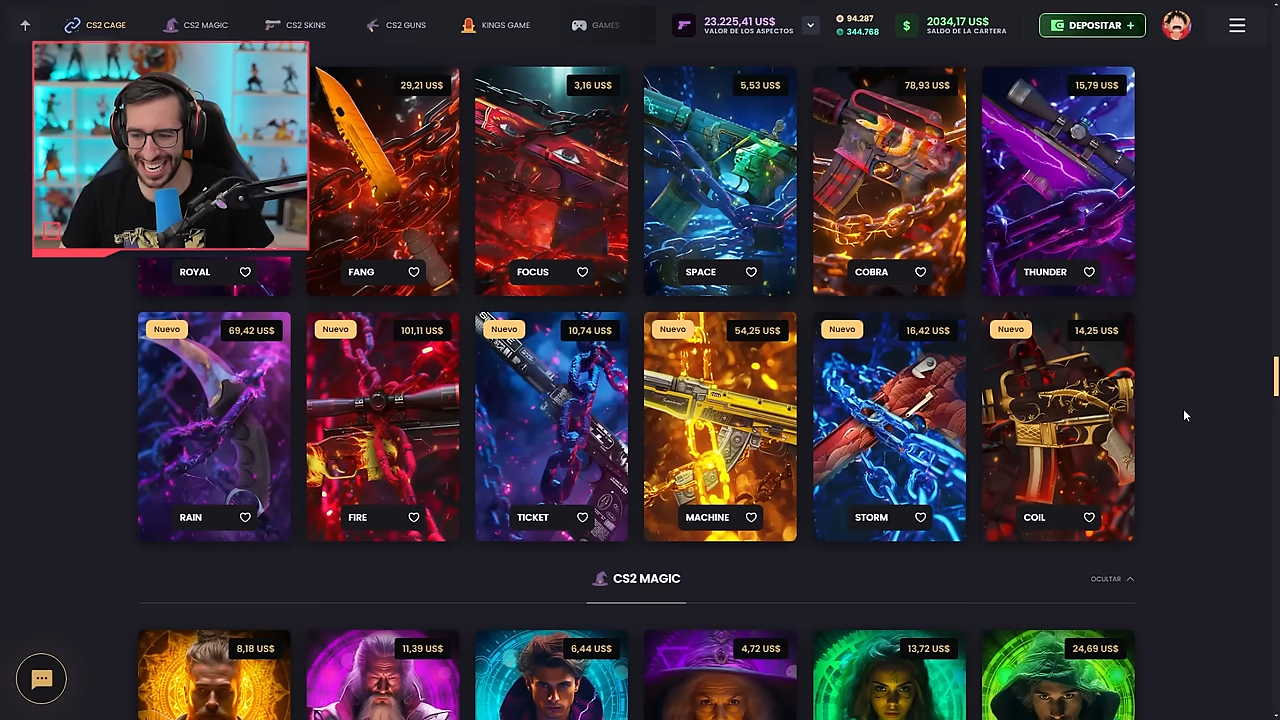 CS2 CAGE
CS2 MAGIC
CS2 SKINS
CS2 GUNS
KINGS GAME
GAMES
23.225,41 US$
VALOR DE LOS ASPECTOS
94.287
344.768
$
2034,17 US$
SALDO DE LA CARTERA
DEPOSITAR +
29,21 US$
3,16 US$
5,53 US$
78,93 US$
15,79 US$
ROYAL
FANG
FOCUS
SPACE
COBRA
THUNDER
Nuevo
69,42 US$
Nuevo
101,11 US$
Nuevo
10,74 US$
Nuevo
54,25 US$
Nuevo
16,42 US$
Nuevo
14,25 US$
RAIN
FIRE
TICKET
MACHINE
STORM
COIL
CS2 MAGIC
OCULTAR
8,18 US$
11,39 US$
6,44 US$
4,72 US$
13,72 US$
24,69 US$